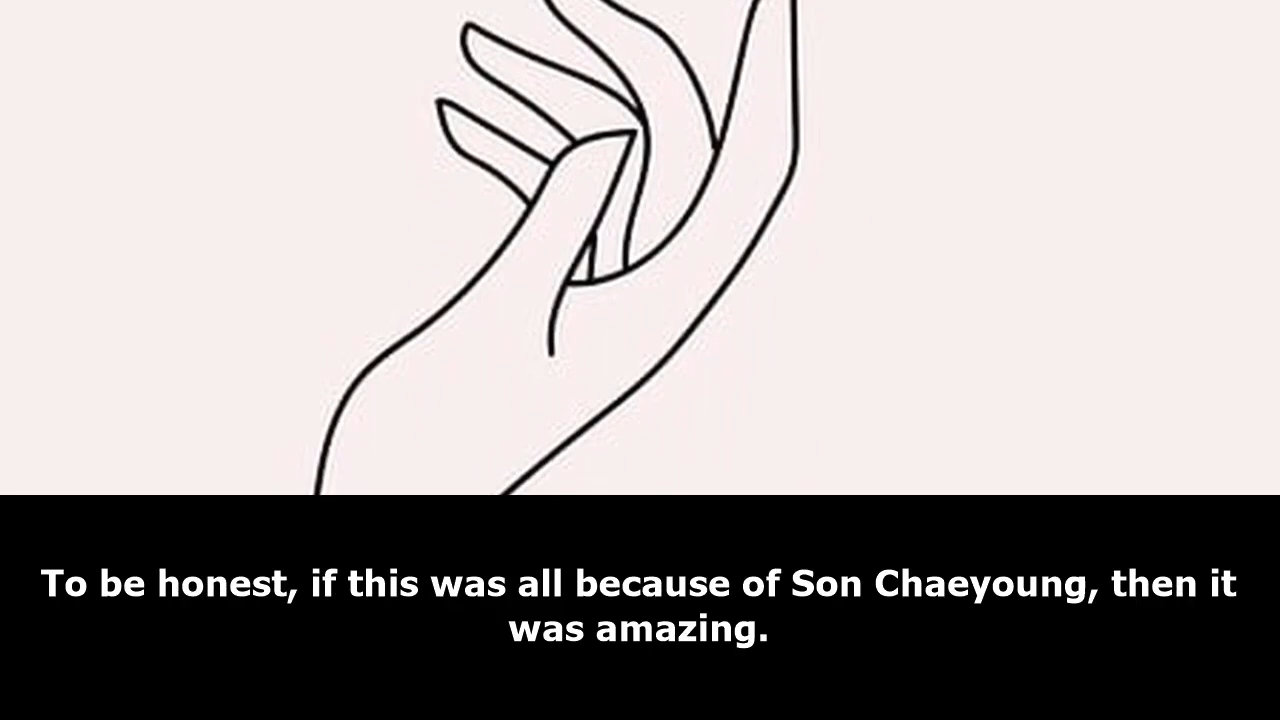 To be honest, if this was all because of Son Chaeyoung, then it
was amazing.